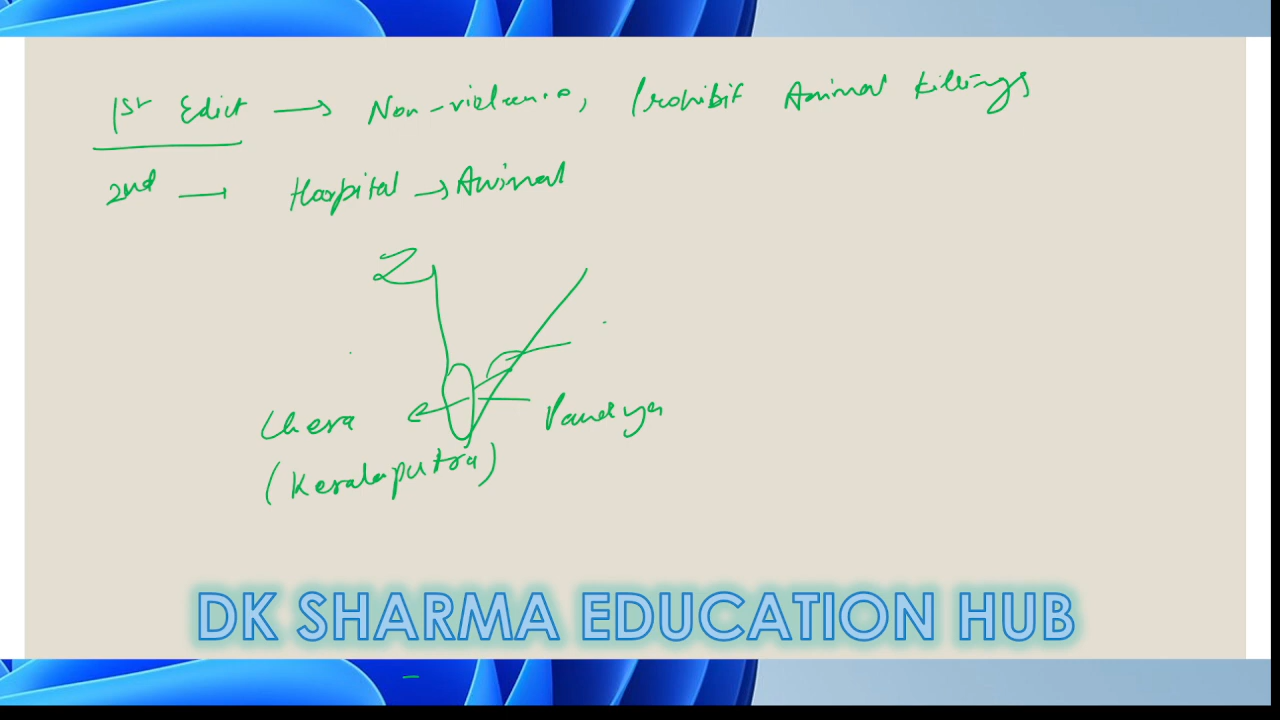 1st Edict → Non-violence, Prohibit Animal Killings
2nd → Hospital → Animal
Chera
Pandyas
(Keralaputra)
DK SHARMA EDUCATION HUB